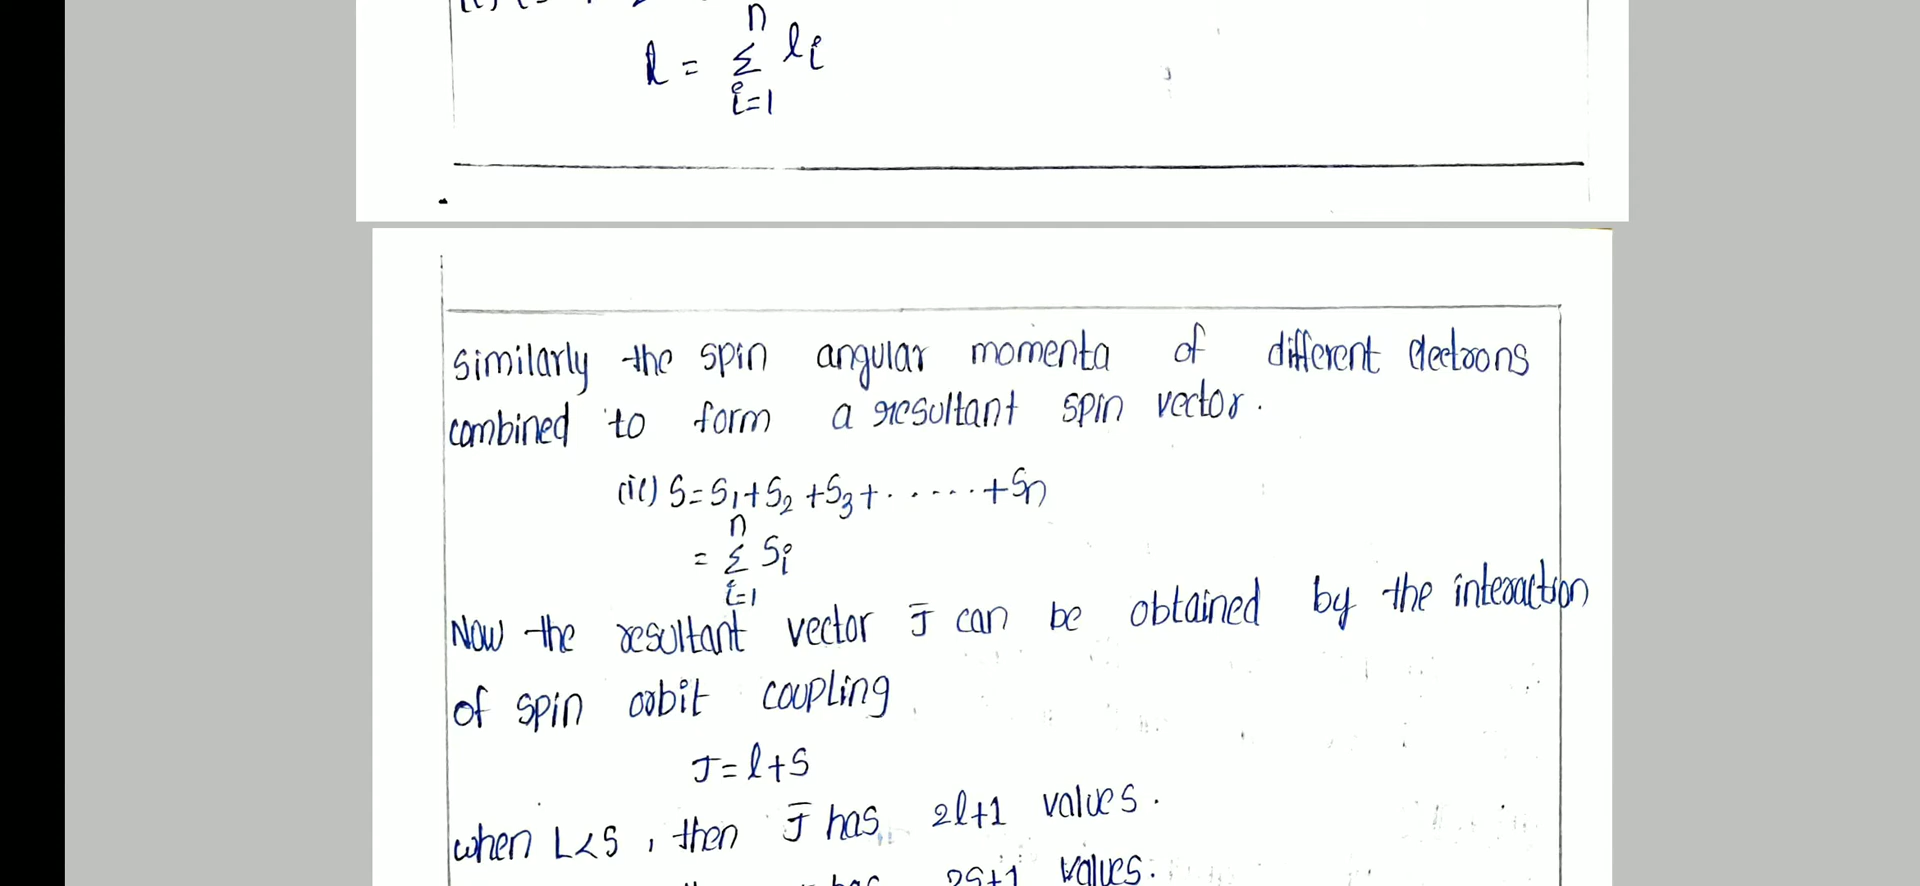 l = n Σ i=1 li
similarly the spin angular momenta of different electrons
combined to form a resultant spin vector.
(ii) S = S1 + S2 + S3 + ...... + Sn
= n Σ i=1 Si
Now the resultant vector J̄ can be obtained by the interaction
of spin orbit coupling
J = l + S
when L < S , then J̄ has 2l+1 values.
has 2S+1 values.